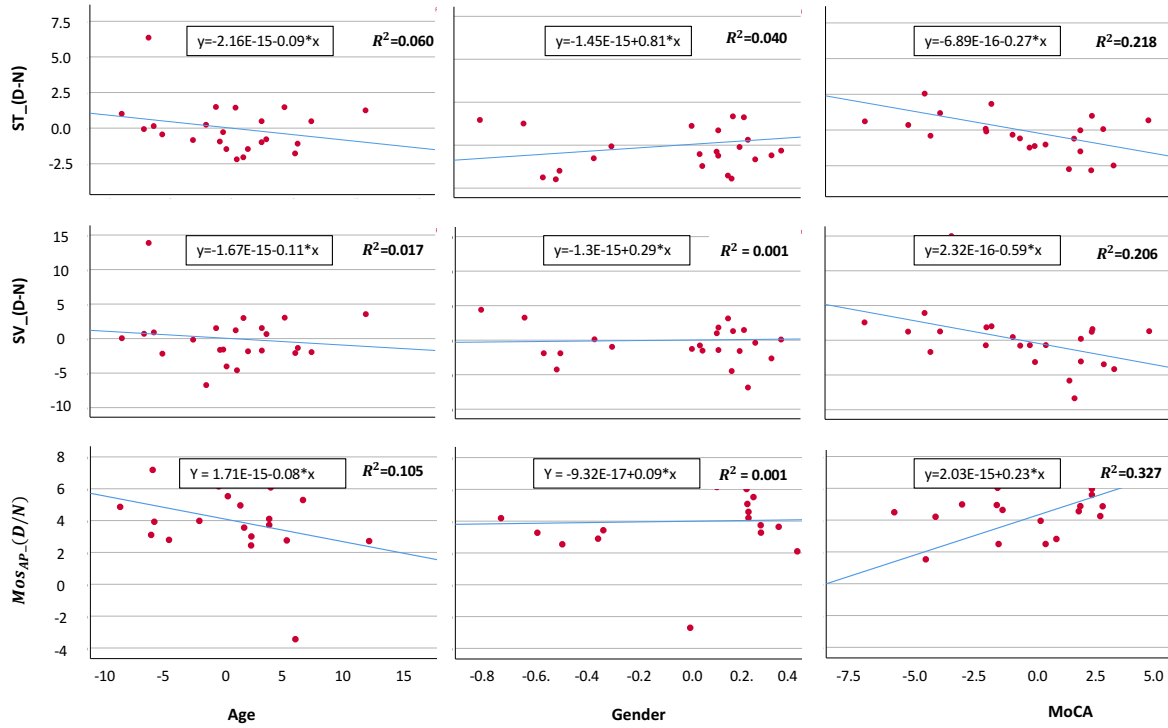 y=-2.16E-15-0.09*x R²=0.060
y=-1.45E-15+0.81*x R²=0.040
y=-6.89E-16-0.27*x R²=0.218
ST_(D-N)
7.5
5.0
2.5
0.0
-2.5
y=-1.67E-15-0.11*x R²=0.017
y=-1.3E-15+0.29*x R² = 0.001
y=2.32E-16-0.59*x R²=0.206
SV_(D-N)
15
10
5
0
-5
-10
Y = 1.71E-15-0.08*x R²=0.105
Y = -9.32E-17+0.09*x R² = 0.001
y=2.03E-15+0.23*x R²=0.327
Mos_AP_(D/N)
8
6
4
2
0
-2
-4
-10 -5 0 5 10 15
-0.8 -0.6 -0.4 -0.2 -0. 0.2. 0.4
-7.5 -5.0 -2.5 0.0 2.5 5.0
Age Gender MoCA